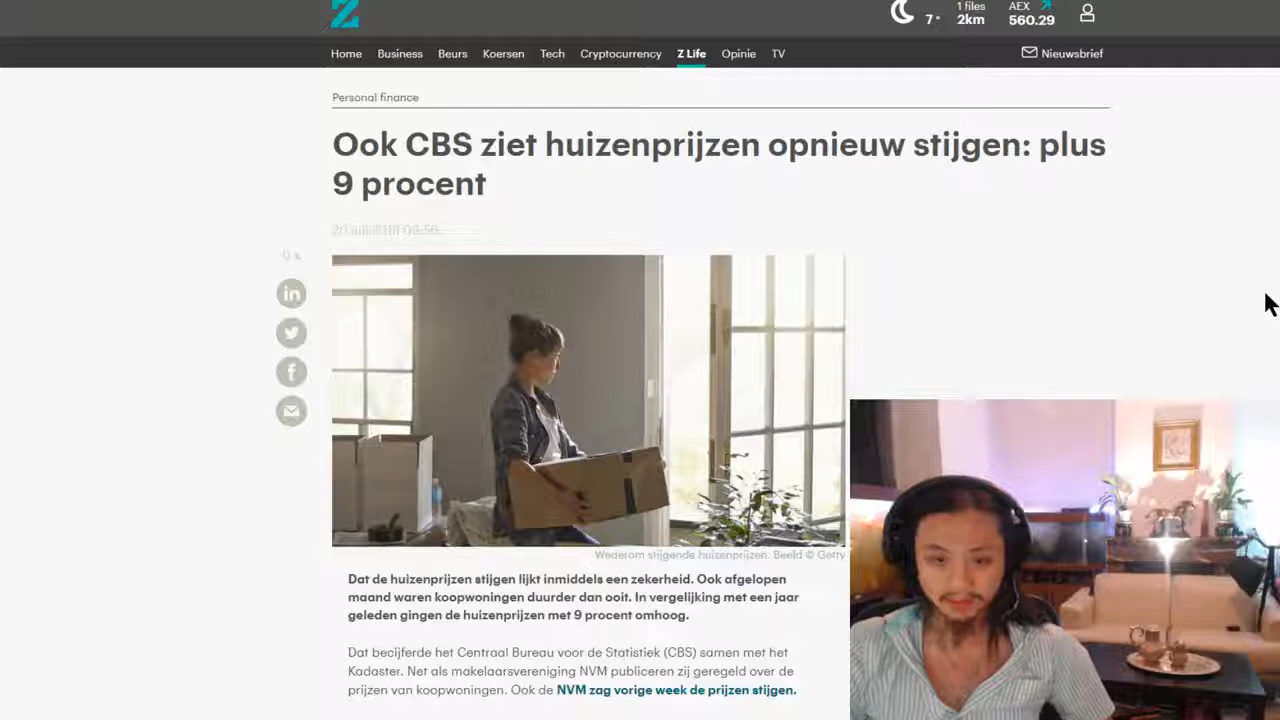 Z
7°
1 files
2km
AEX
560.29
Home Business Beurs Koersen Tech Cryptocurrency Z Life Opinie TV
Nieuwsbrief
Personal finance
Ook CBS ziet huizenprijzen opnieuw stijgen: plus
9 procent
0 x
in
f
Wederom stijgende huizenprijzen. Beeld © Getty
Dat de huizenprijzen stijgen lijkt inmiddels een zekerheid. Ook afgelopen
maand waren koopwoningen duurder dan ooit. In vergelijking met een jaar
geleden gingen de huizenprijzen met 9 procent omhoog.
Dat becijferde het Centraal Bureau voor de Statistiek (CBS) samen met het
Kadaster. Net als makelaarsvereniging NVM publiceren zij geregeld over de
prijzen van koopwoningen. Ook de NVM zag vorige week de prijzen stijgen.